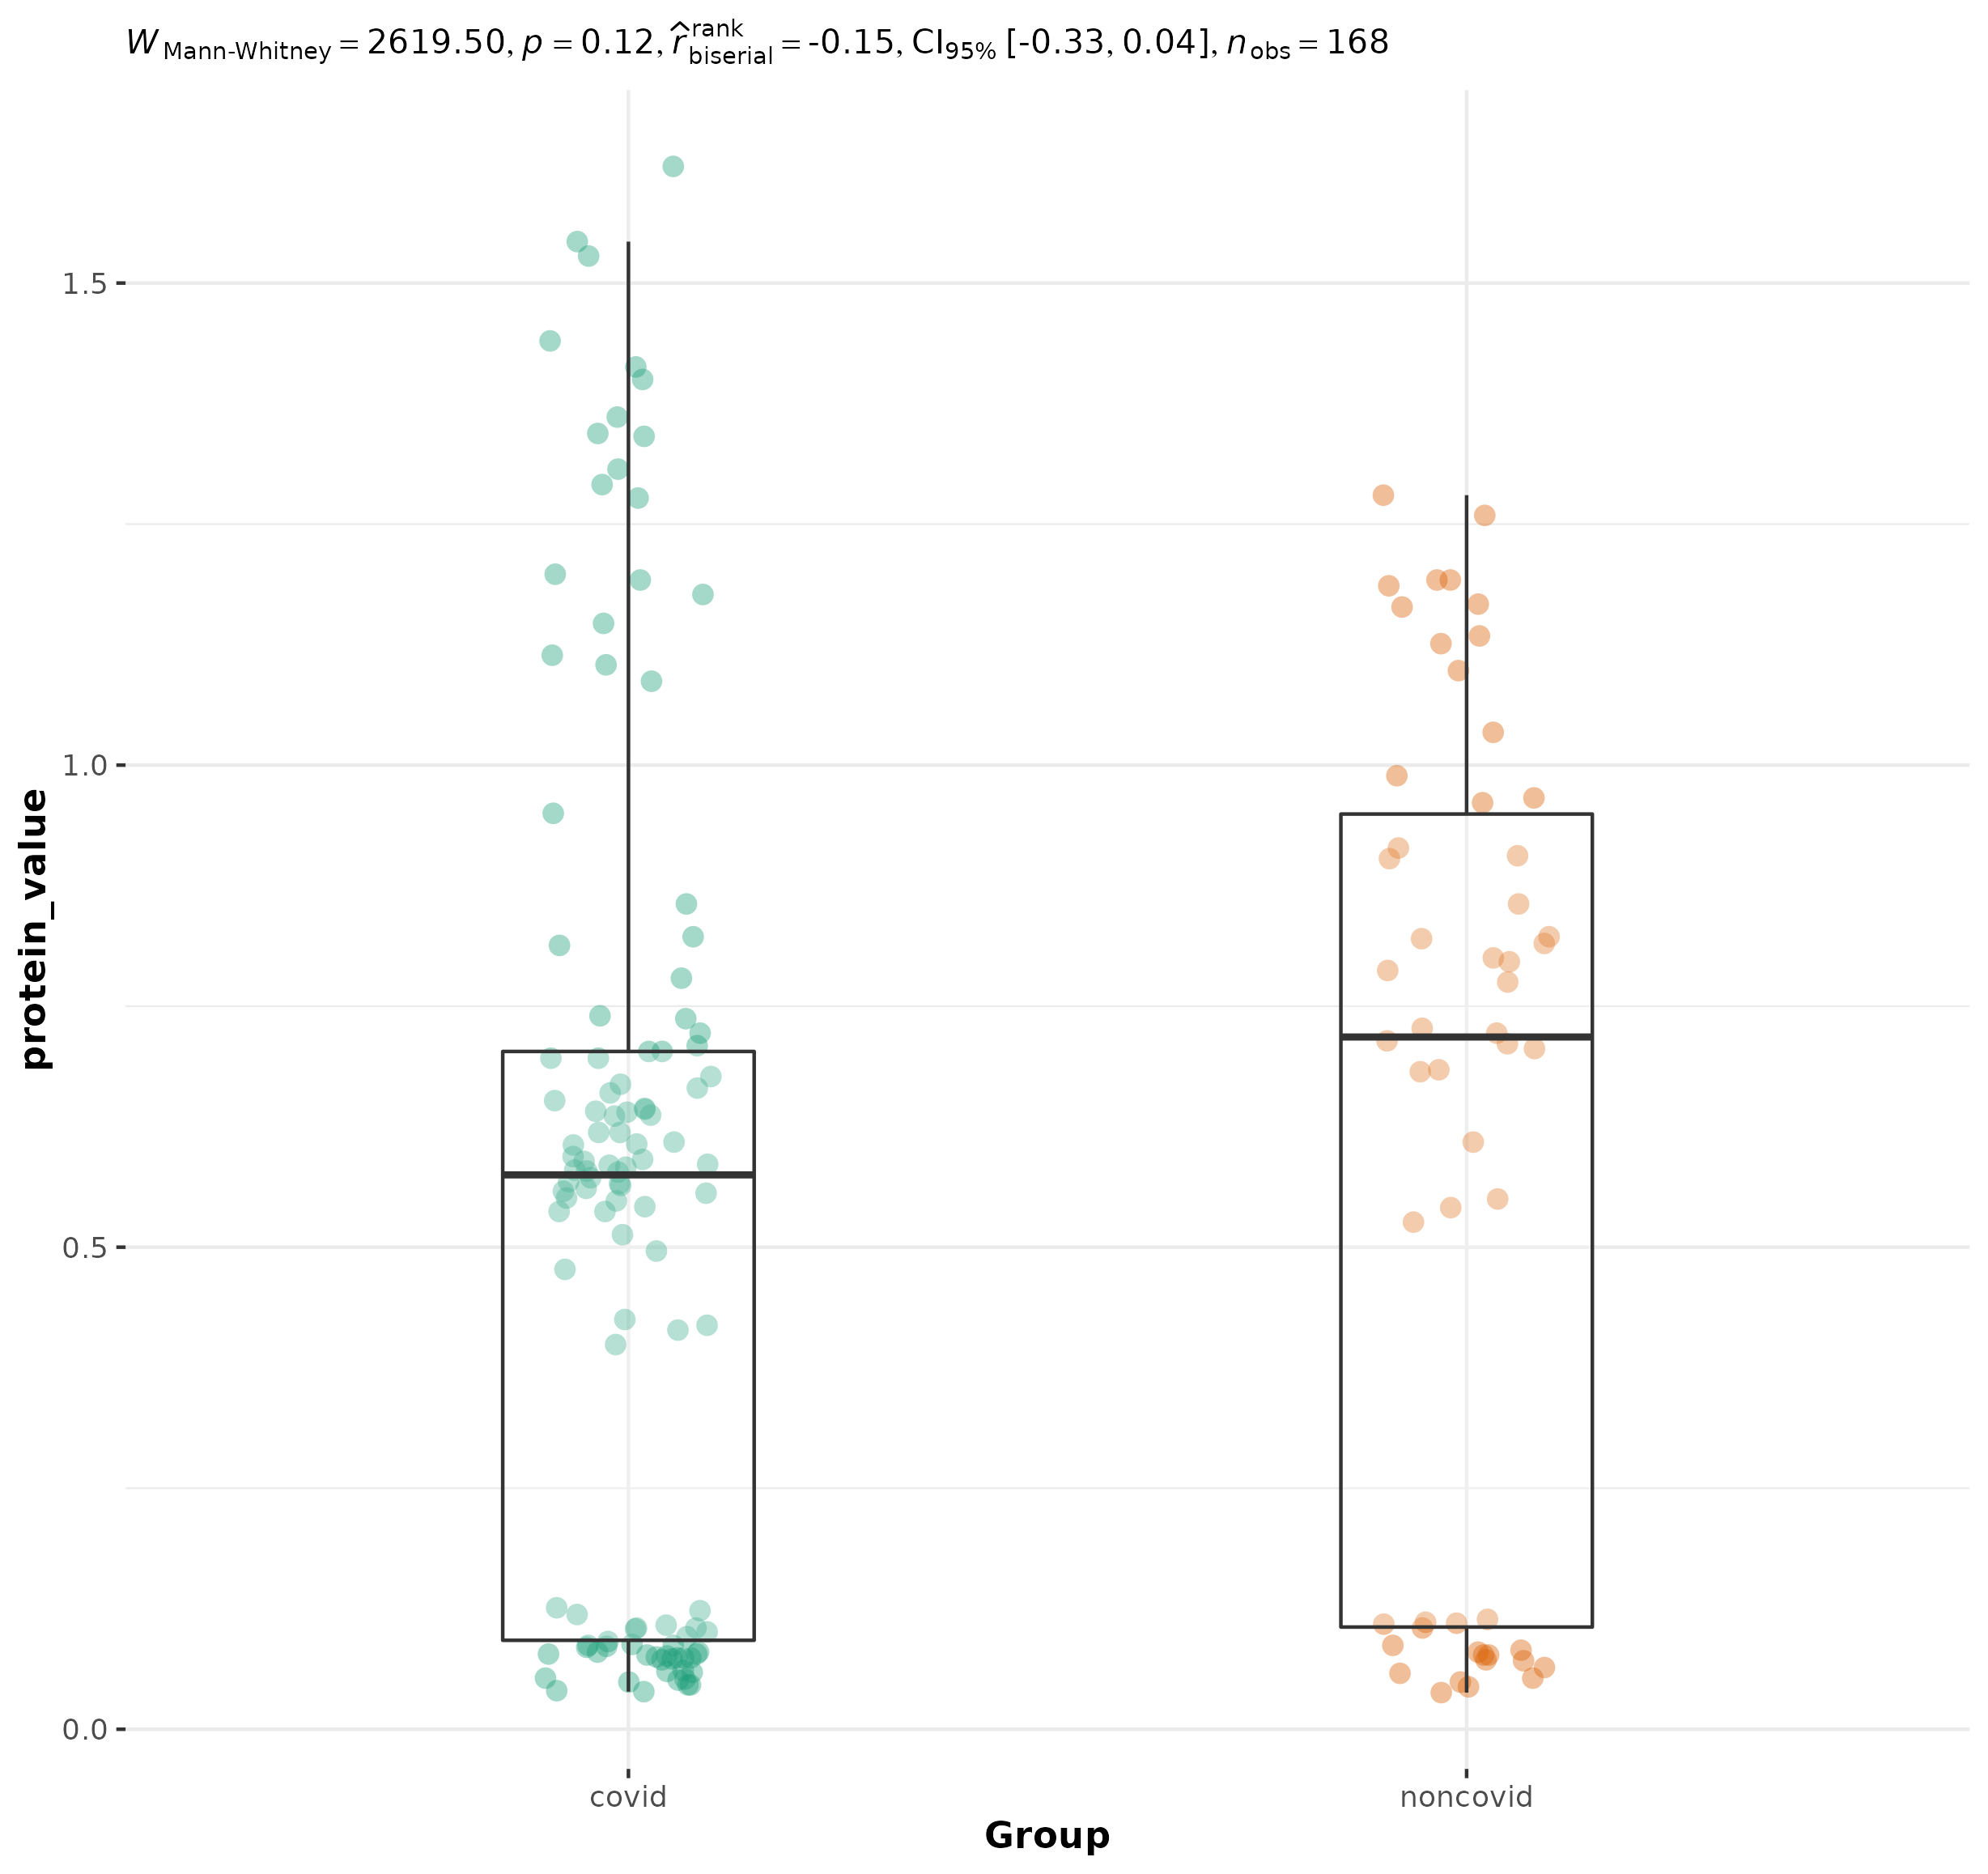 W Mann-Whitney = 2619.50, p = 0.12, r̂ rank biserial = -0.15, CI95% [-0.33, 0.04], nobs = 168
protein_value
1.5
1.0
0.5
0.0
covid noncovid
Group